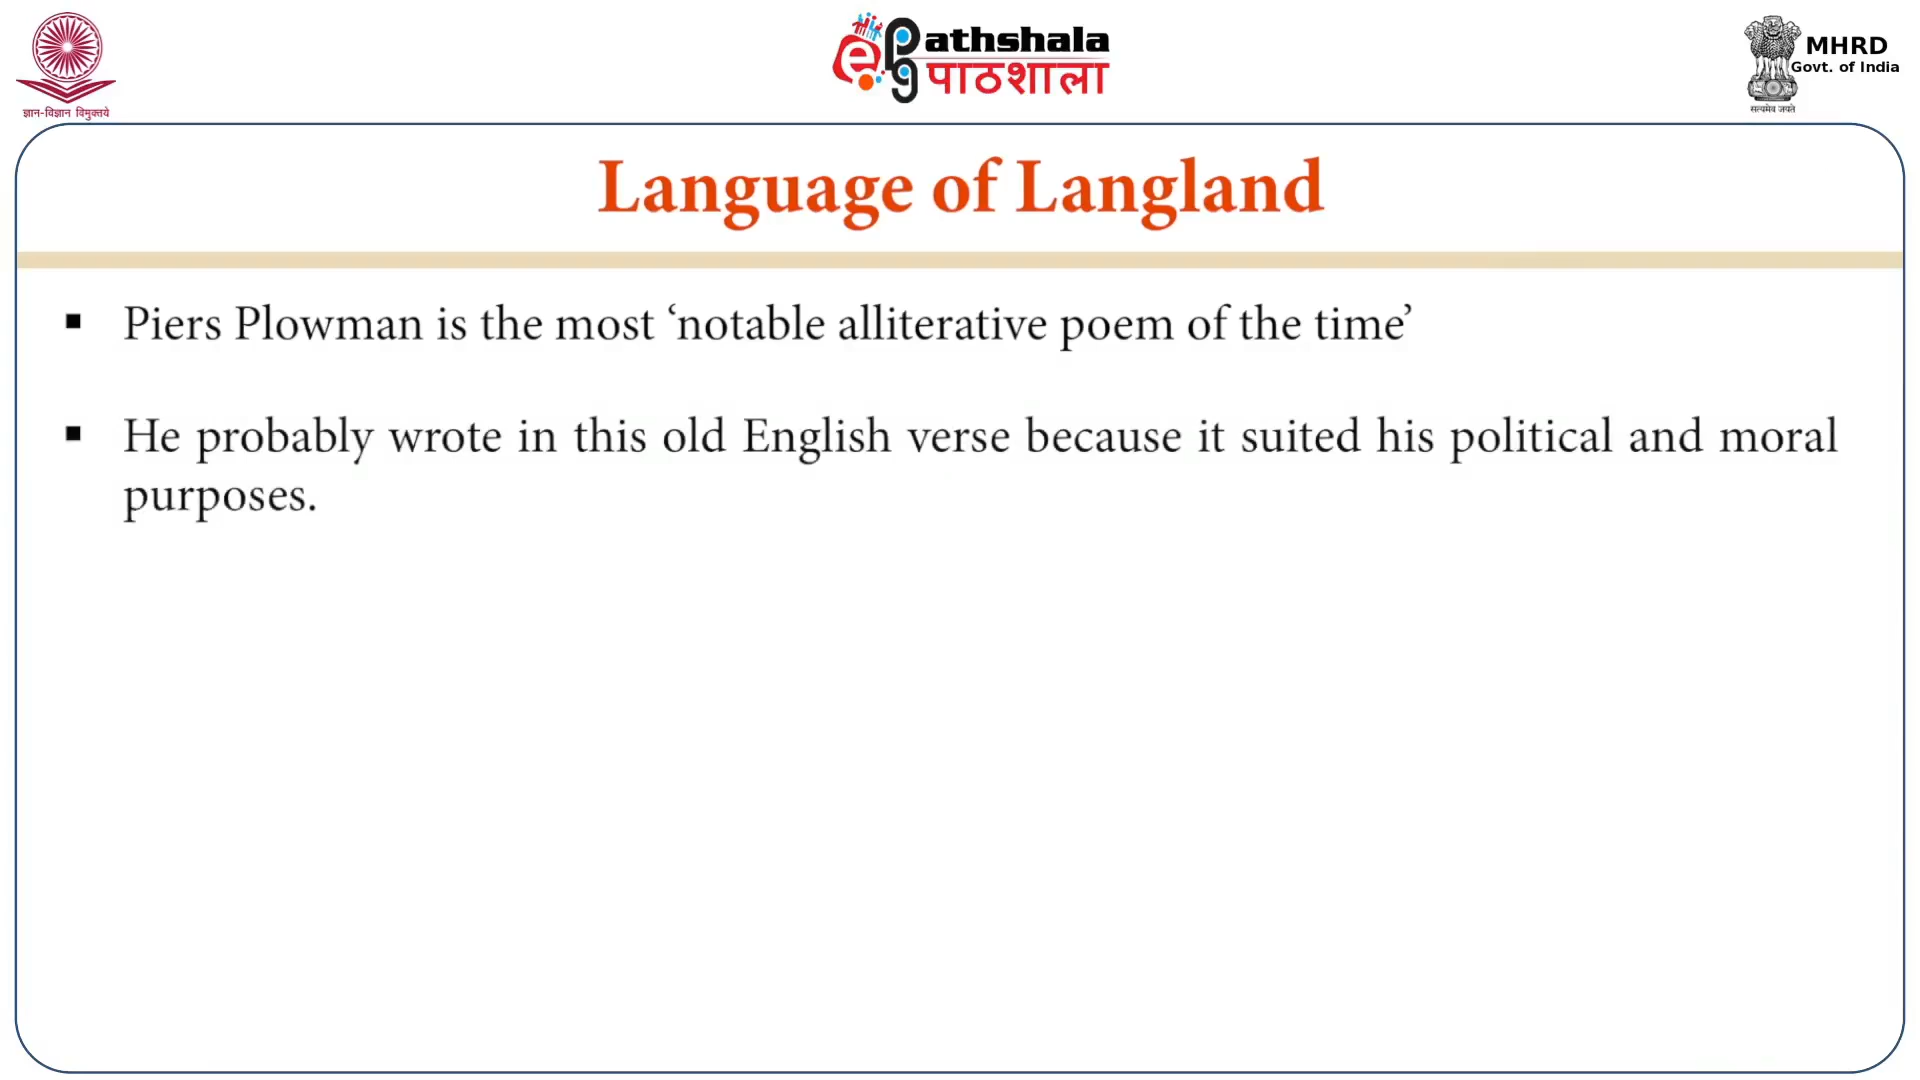 ज्ञान-विज्ञान विमुक्तये
ePathshala
पाठशाला
MHRD
Govt. of India
सत्यमेव जयते
Language of Langland
▪ Piers Plowman is the most ‘notable alliterative poem of the time’
▪ He probably wrote in this old English verse because it suited his political and moral
purposes.